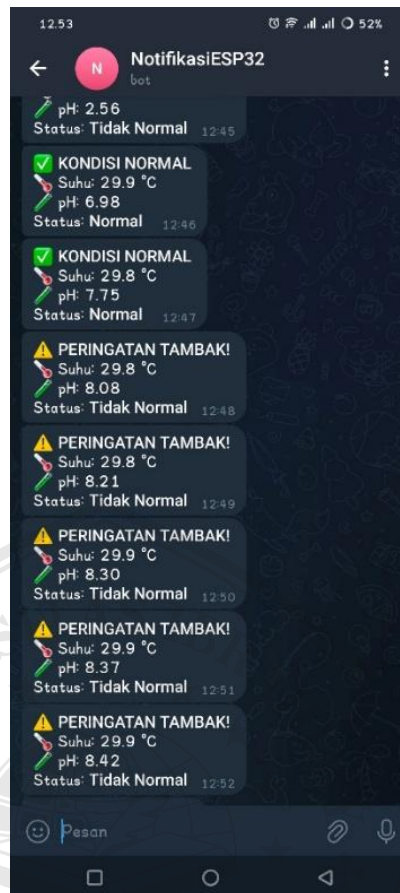 12.53
52%
N
NotifikasiESP32
bot
pH: 2.56
Status: Tidak Normal 12:45
KONDISI NORMAL
Suhu: 29.9 °C
pH: 6.98
Status: Normal 12:46
KONDISI NORMAL
Suhu: 29.8 °C
pH: 7.75
Status: Normal 12:47
PERINGATAN TAMBAK!
Suhu: 29.8 °C
pH: 8.08
Status: Tidak Normal 12:48
PERINGATAN TAMBAK!
Suhu: 29.8 °C
pH: 8.21
Status: Tidak Normal 12:49
PERINGATAN TAMBAK!
Suhu: 29.9 °C
pH: 8.30
Status: Tidak Normal 12:50
PERINGATAN TAMBAK!
Suhu: 29.9 °C
pH: 8.37
Status: Tidak Normal 12:51
PERINGATAN TAMBAK!
Suhu: 29.9 °C
pH: 8.42
Status: Tidak Normal 12:52
Pesan